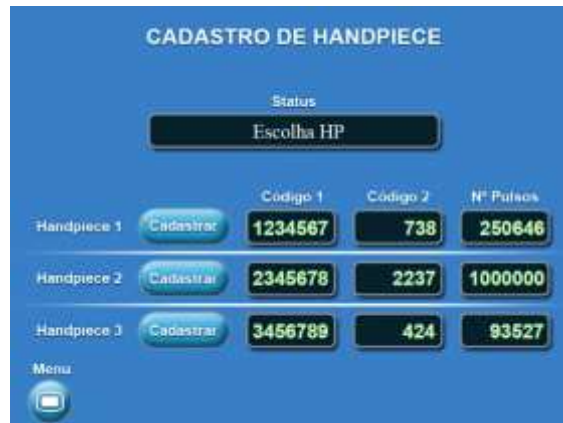 CADASTRO DE HANDPIECE
Status
Escolha HP
Código 1 Código 2 Nº Pulsos
Handpiece 1 Cadastrar 1234567 738 250646
Handpiece 2 Cadastrar 2345678 2237 1000000
Handpiece 3 Cadastrar 3456789 424 93527
Menu